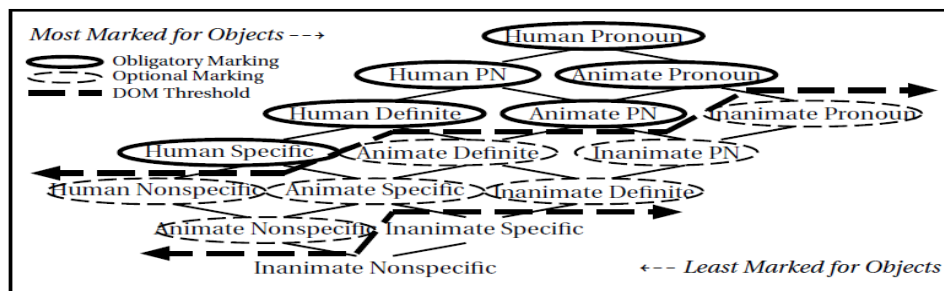 Most Marked for Objects --→
Human Pronoun
Obligatory Marking
Optional Marking
DOM Threshold
Human PN
Animate Pronoun
Human Definite
Animate PN
Inanimate Pronoun
Human Specific
Animate Definite
Inanimate PN
Human Nonspecific
Animate Specific
Inanimate Definite
Animate Nonspecific
Inanimate Specific
Inanimate Nonspecific
←-- Least Marked for Objects